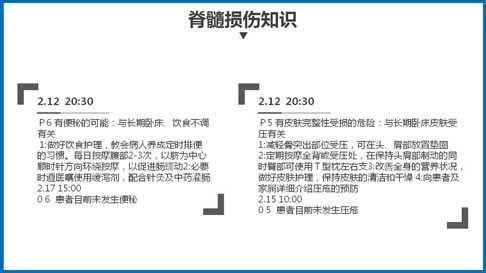 脊髓损伤知识
2.12 20:30
P6有便秘的可能：与长期卧床、饮食不调
有关
1:做好饮食护理，教会病人养成定时排便
的习惯。每日按摩腹部2-3次，以脐为中心
顺时针方向环绕按摩，以促进肠蠕动2:必要
时遵医嘱使用缓泻剂，配合针灸及中药灌肠
2.17 15:00
06 患者目前未发生便秘
2.12 20:30
P5有皮肤完整性受损的危险：与长期卧床皮肤受
压有关
1:减轻骨突出部位受压，可在头、肩部放置垫圈
2:定期按摩全背或受压处，在保持头肩部制动的同
时臀部可使用T型枕左右支3:改善全身的营养状况，
做好皮肤护理，保持皮肤的清洁和干燥 4:向患者及
家属详细介绍压疮的预防
2.15 10:00
05 患者目前未发生压疮